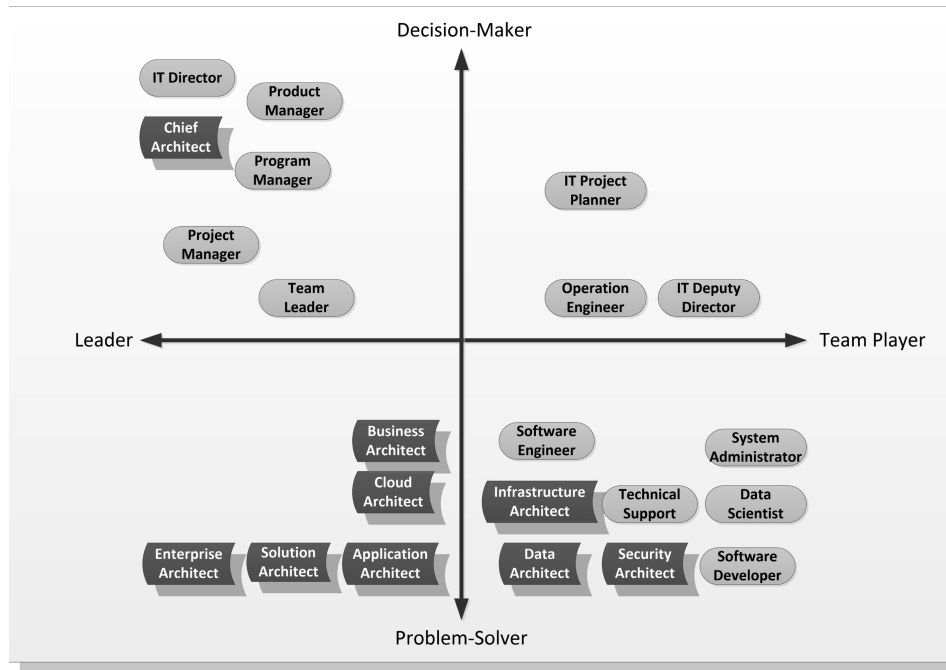 Decision-Maker
IT Director
Product
Manager
Chief
Architect
Program
Manager
IT Project
Planner
Project
Manager
Team
Leader
Operation
Engineer
IT Deputy
Director
Leader
Team Player
Business
Architect
Software
Engineer
System
Administrator
Cloud
Architect
Infrastructure
Architect
Technical
Support
Data
Scientist
Enterprise
Architect
Solution
Architect
Application
Architect
Data
Architect
Security
Architect
Software
Developer
Problem-Solver